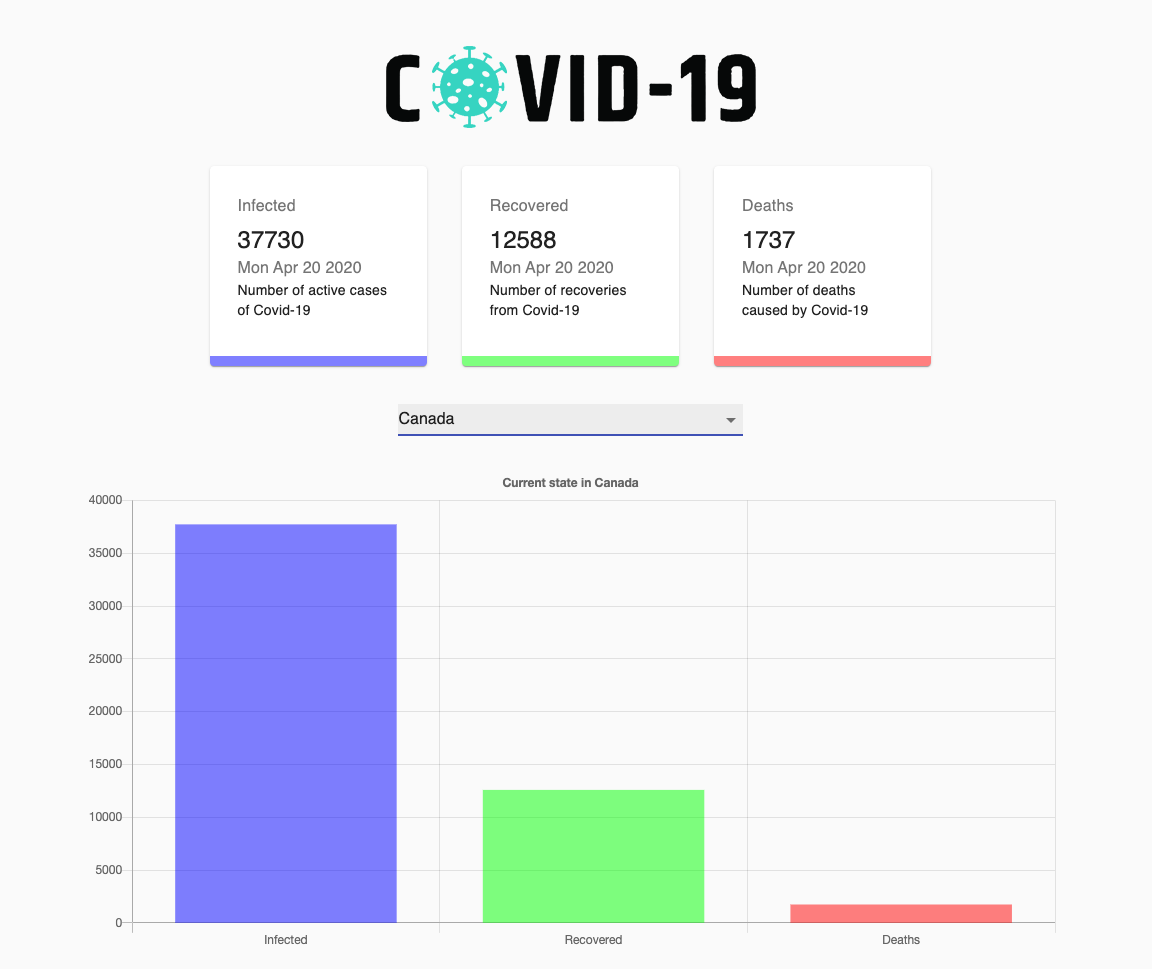 COVID-19
Infected
37730
Mon Apr 20 2020
Number of active cases
of Covid-19
Recovered
12588
Mon Apr 20 2020
Number of recoveries
from Covid-19
Deaths
1737
Mon Apr 20 2020
Number of deaths
caused by Covid-19
Canada
Current state in Canada
40000
35000
30000
25000
20000
15000
10000
5000
0
Infected
Recovered
Deaths